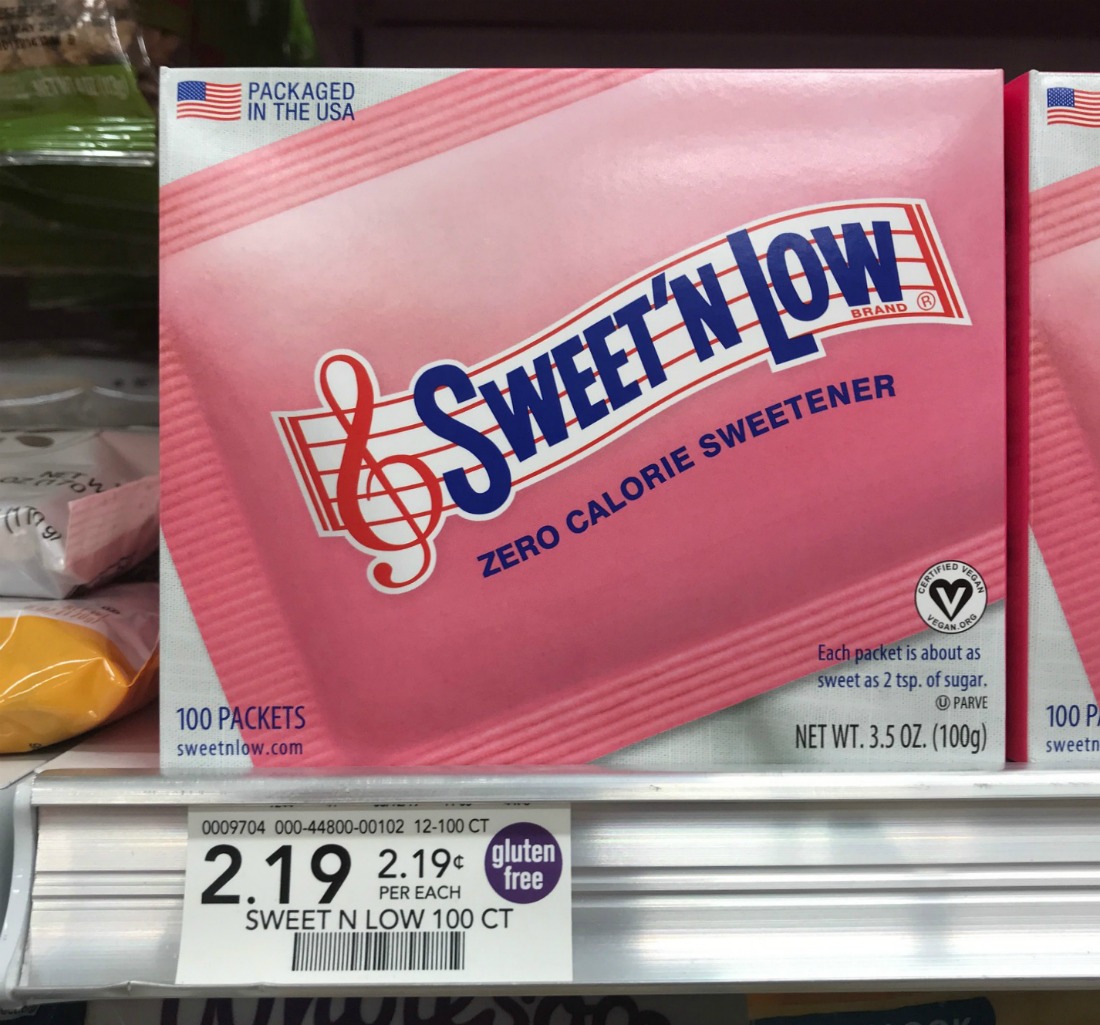 PACKAGED
IN THE USA
SWEET'N LOW
BRAND ®
ZERO CALORIE SWEETENER
CERTIFIED VEGAN
VEGAN.ORG
Each packet is about as
sweet as 2 tsp. of sugar.
Ⓤ PARVE
NET WT. 3.5 OZ. (100g)
100 PACKETS
sweetnlow.com
100 P
sweetn
0009704 000-44800-00102 12-100 CT
2.19
2.19¢
PER EACH
gluten
free
SWEET N LOW 100 CT